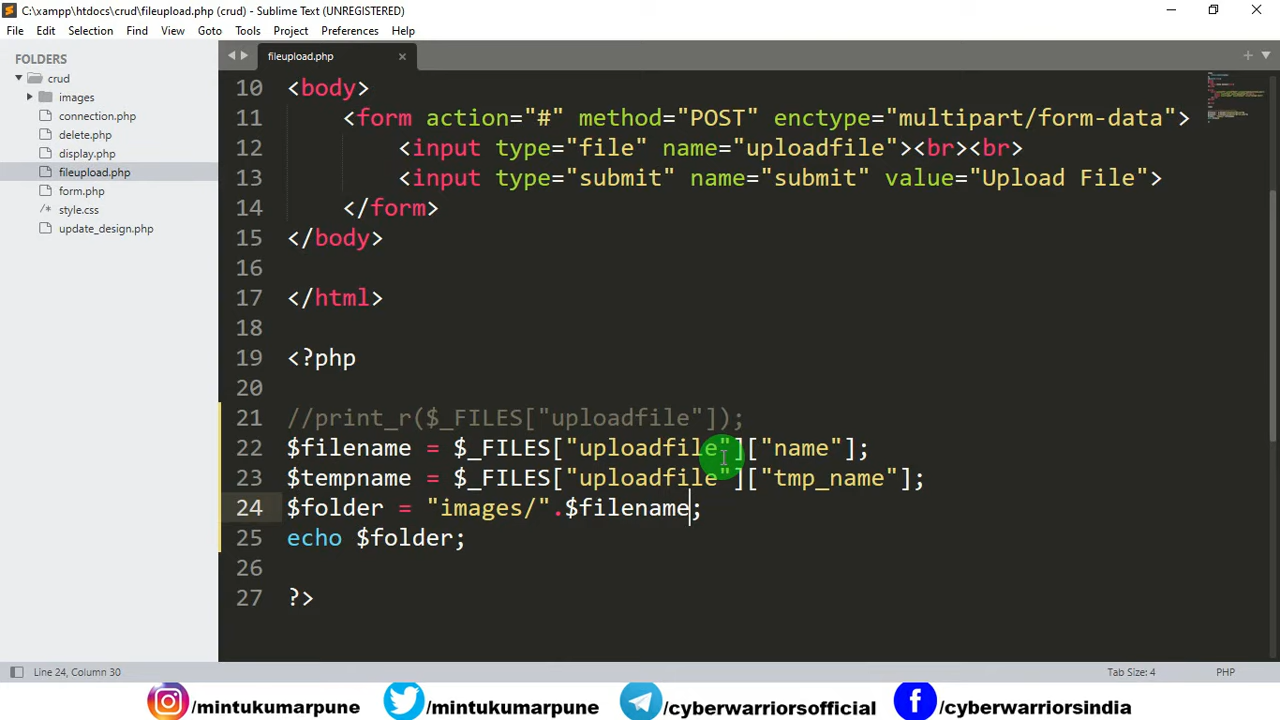 C:\xampp\htdocs\crud\fileupload.php (crud) - Sublime Text (UNREGISTERED)
File Edit Selection Find View Goto Tools Project Preferences Help
FOLDERS
crud
images
connection.php
delete.php
display.php
fileupload.php
form.php
/* style.css
update_design.php
fileupload.php ×
10 <body>
11 <form action="#" method="POST" enctype="multipart/form-data">
12 <input type="file" name="uploadfile"><br><br>
13 <input type="submit" name="submit" value="Upload File">
14 </form>
15 </body>
16
17 </html>
18
19 <?php
20
21 //print_r($_FILES["uploadfile"]);
22 $filename = $_FILES["uploadfile"]["name"];
23 $tempname = $_FILES["uploadfile"]["tmp_name"];
24 $folder = "images/".$filename;
25 echo $folder;
26
27 ?>
Line 24, Column 30
Tab Size: 4
PHP
/mintukumarpune /mintukumarpune /cyberwarriorsofficial /cyberwarriorsindia